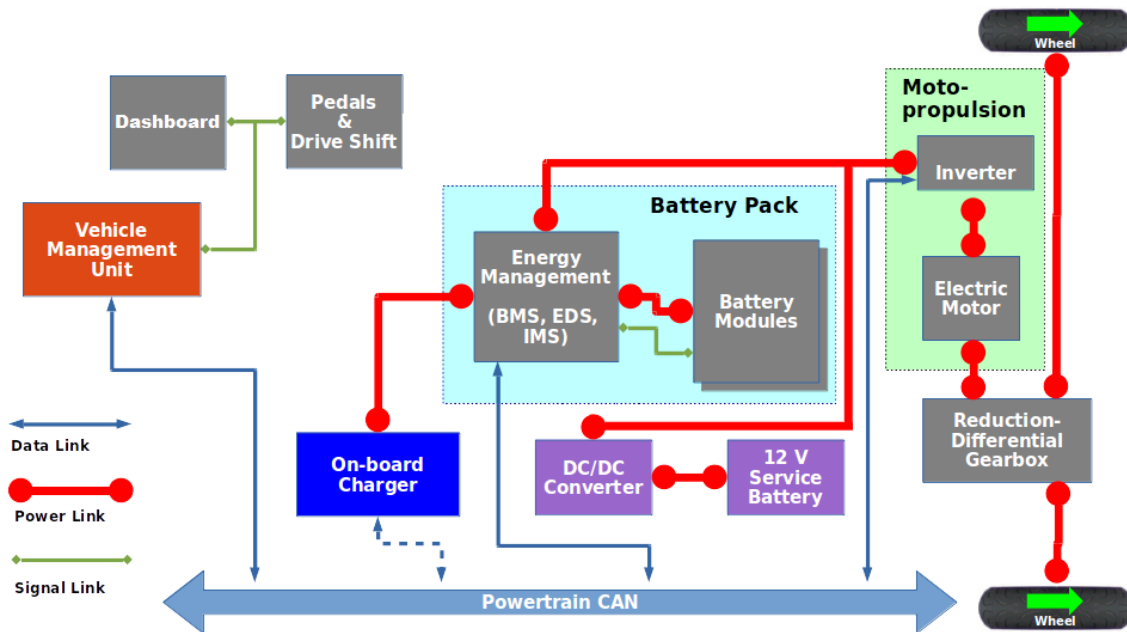 Wheel
Moto-
propulsion
Dashboard
Pedals
&
Drive Shift
Inverter
Battery Pack
Vehicle
Management
Unit
Energy
Management
(BMS, EDS,
IMS)
Battery
Modules
Electric
Motor
Data Link
Power Link
Signal Link
On-board
Charger
DC/DC
Converter
12 V
Service
Battery
Reduction-
Differential
Gearbox
Powertrain CAN
Wheel